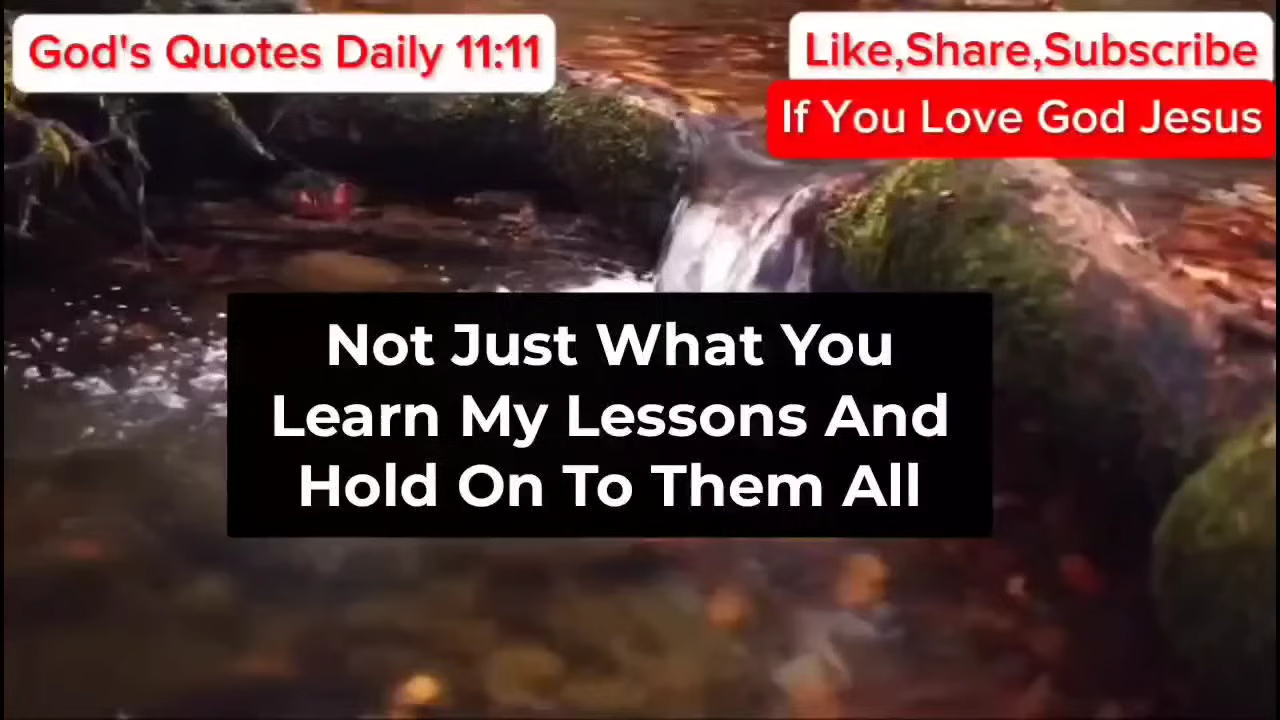 God's Quotes Daily 11:11
Like,Share,Subscribe
If You Love God Jesus
Not Just What You
Learn My Lessons And
Hold On To Them All